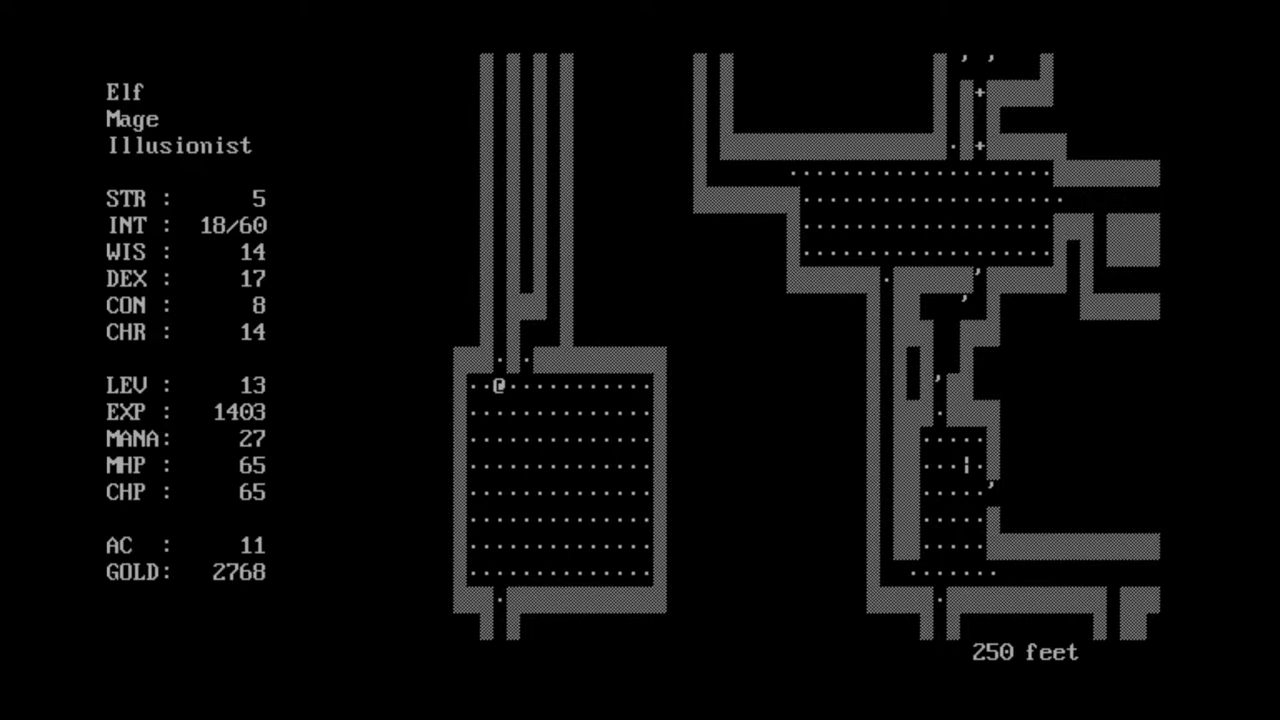 Elf
Mage
Illusionist
STR : 5
INT : 18/60
WIS : 14
DEX : 17
CON : 8
CHR : 14
LEV : 13
EXP : 1403
MANA: 27
MHP : 65
CHP : 65
AC : 11
GOLD: 2768
250 feet